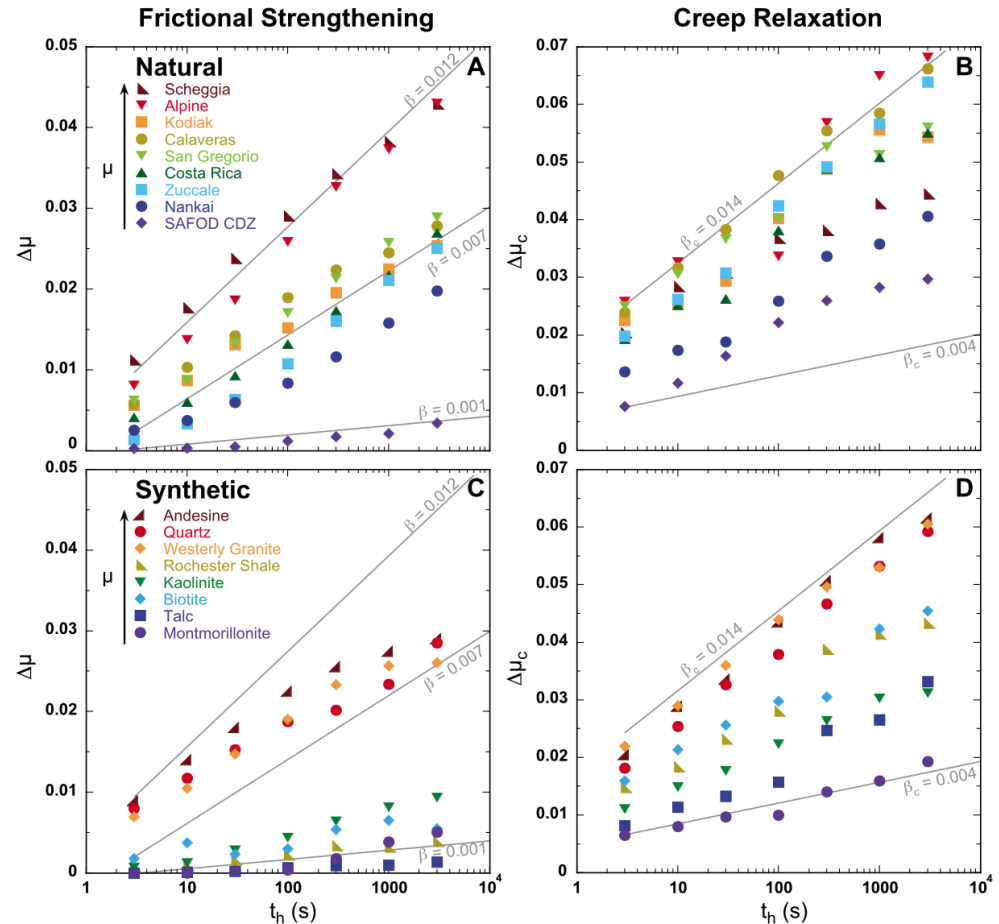 Frictional Strengthening
Creep Relaxation
0.05
0.04
0.03
0.02
0.01
0
Δμ
A
Natural
μ
Scheggia
Alpine
Kodiak
Calaveras
San Gregorio
Costa Rica
Zuccale
Nankai
SAFOD CDZ
β = 0.012
β = 0.007
β = 0.001
0.07
0.06
0.05
0.04
0.03
0.02
0.01
0
Δμc
B
βc = 0.014
βc = 0.004
0.05
0.04
0.03
0.02
0.01
0
Δμ
C
Synthetic
μ
Andesine
Quartz
Westerly Granite
Rochester Shale
Kaolinite
Biotite
Talc
Montmorillonite
β = 0.012
β = 0.007
β = 0.001
1 10 100 1000 10⁴
th (s)
0.07
0.06
0.05
0.04
0.03
0.02
0.01
0
Δμc
D
βc = 0.014
βc = 0.004
1 10 100 1000 10⁴
th (s)